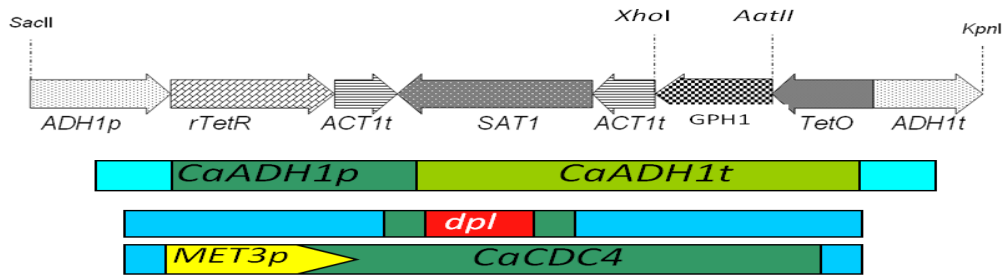 SacII XhoI AatII KpnI
ADH1p rTetR ACT1t SAT1 ACT1t GPH1 TetO ADH1t
CaADH1p CaADH1t
dpl
MET3p CaCDC4